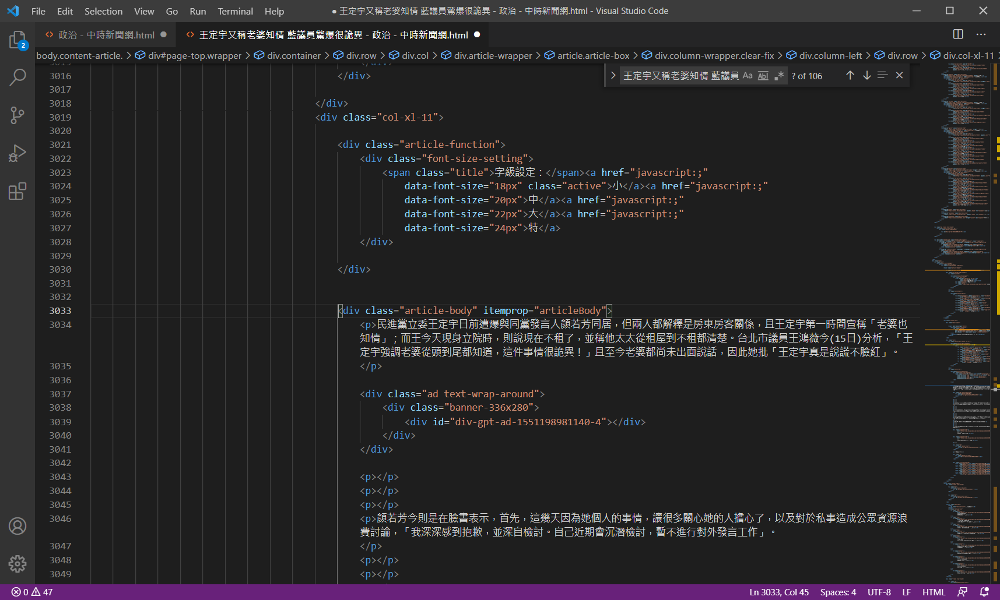 File Edit Selection View Go Run Terminal Help
● 王定宇又稱老婆知情 藍議員驚爆很詭異 - 政治 - 中時新聞網.html - Visual Studio Code
2
<> 政治 - 中時新聞網.html ●
<> 王定宇又稱老婆知情 藍議員驚爆很詭異 - 政治 - 中時新聞網.html ●
body.content-article. > div#page-top.wrapper > div.container > div.row > div.col > div.article-wrapper > article.article-box > div.column-wrapper.clear-fix > div.column-left > div.row > div.col-xl-11
王定宇又稱老婆知情 藍議員 Aa Abl .* ? of 106
3016 </div>
3017
3018 </div>
3019 <div class="col-xl-11">
3020
3021 <div class="article-function">
3022 <div class="font-size-setting">
3023 <span class="title">字級設定：</span><a href="javascript:;"
3024 data-font-size="18px" class="active">小</a><a href="javascript:;"
3025 data-font-size="20px">中</a><a href="javascript:;"
3026 data-font-size="22px">大</a><a href="javascript:;"
3027 data-font-size="24px">特</a>
3028 </div>
3029
3030 </div>
3031
3032
3033 <div class="article-body" itemprop="articleBody">
3034 <p>民進黨立委王定宇日前遭爆與同黨發言人顏若芳同居，但兩人都解釋是房東房客關係，且王定宇第一時間宣稱「老婆也
知情」；而王今天現身立院時，則說現在不租了，並稱他太太從租屋到不租都清楚。台北市議員王鴻薇今(15日)分析，「王
定宇強調老婆從頭到尾都知道，這件事情很詭異！」且至今老婆都尚未出面說話，因此她批「王定宇真是說謊不臉紅」。
3035 </p>
3036
3037 <div class="ad text-wrap-around">
3038 <div class="banner-336x280">
3039 <div id="div-gpt-ad-1551198981140-4"></div>
3040 </div>
3041 </div>
3042
3043 <p></p>
3044 <p></p>
3045 <p></p>
3046 <p>顏若芳今則是在臉書表示，首先，這幾天因為她個人的事情，讓很多關心她的人擔心了，以及對於私事造成公眾資源浪
費討論，「我深深感到抱歉，並深自檢討。自己近期會沉潛檢討，暫不進行對外發言工作」。
3047 </p>
3048 <p></p>
3049 <p></p>
0 47
Ln 3033, Col 45 Spaces: 4 UTF-8 LF HTML